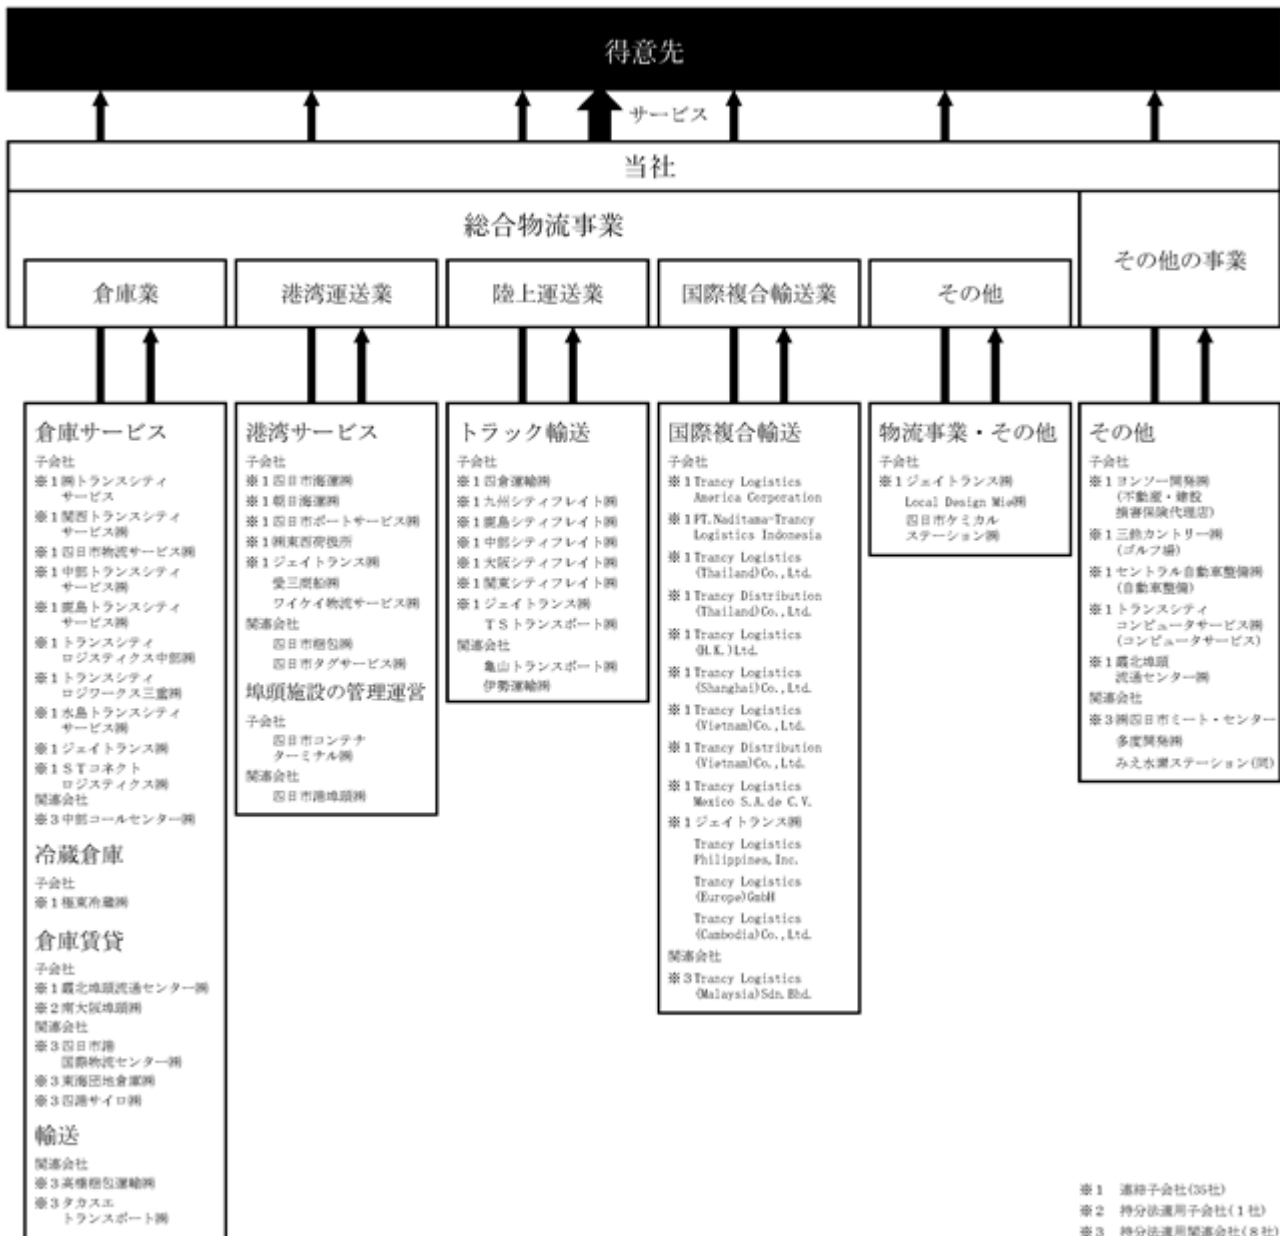 得意先
サービス
当社
総合物流事業
その他の事業
倉庫業
港湾運送業
陸上運送業
国際複合輸送業
その他
倉庫サービス
子会社
※1㈱トランスシティ
サービス
※1関西トランスシティ
サービス㈱
※1四日市物流サービス㈱
※1中部トランスシティ
サービス㈱
※1鹿島トランスシティ
サービス㈱
※1トランスシティ
ロジスティクス中部㈱
※1トランスシティ
ロジワークス三重㈱
※1水島トランスシティ
サービス㈱
※1ジェイトランス㈱
※1STコネクト
ロジスティクス㈱
関連会社
※3中部コールセンター㈱
冷蔵倉庫
子会社
※1極東冷蔵㈱
倉庫賃貸
子会社
※1霞北埠頭流通センター㈱
※2南大阪埠頭㈱
関連会社
※3四日市港
国際物流センター㈱
※3東海団地倉庫㈱
※3四港サイロ㈱
輸送
関連会社
※3高橋梱包運輸㈱
※3タカスエ
トランスポート㈱
港湾サービス
子会社
※1四日市海運㈱
※1朝日海運㈱
※1四日市ポートサービス㈱
※1㈱東西荷扱所
※1ジェイトランス㈱
愛三商船㈱
ワイケイ物流サービス㈱
関連会社
四日市梱包㈱
四日市タグサービス㈱
埠頭施設の管理運営
子会社
四日市コンテナ
ターミナル㈱
関連会社
四日市港埠頭㈱
トラック輸送
子会社
※1四倉運輸㈱
※1九州シティフレイト㈱
※1鹿島シティフレイト㈱
※1中部シティフレイト㈱
※1大阪シティフレイト㈱
※1関東シティフレイト㈱
※1ジェイトランス㈱
TSトランスポート㈱
関連会社
亀山トランスポート㈱
伊勢運輸㈱
国際複合輸送
子会社
※1Trancy Logistics
America Corporation
※1PT.Naditama-Trancy
Logistics Indonesia
※1Trancy Logistics
(Thailand)Co.,Ltd.
※1Trancy Distribution
(Thailand)Co.,Ltd.
※1Trancy Logistics
(H.K.)Ltd.
※1Trancy Logistics
(Shanghai)Co.,Ltd.
※1Trancy Logistics
(Vietnam)Co.,Ltd.
※1Trancy Distribution
(Vietnam)Co.,Ltd.
※1Trancy Logistics
Mexico S.A.de C.V.
※1ジェイトランス㈱
Trancy Logistics
Philippines,Inc.
Trancy Logistics
(Europe)GmbH
Trancy Logistics
(Cambodia)Co.,Ltd.
関連会社
※3Trancy Logistics
(Malaysia)Sdn.Bhd.
物流事業・その他
子会社
※1ジェイトランス㈱
Local Design Mie㈱
四日市ケミカル
ステーション㈱
その他
子会社
※1ヨンソー開発㈱
(不動産・建設
損害保険代理店)
※1三鈴カントリー㈱
(ゴルフ場)
※1セントラル自動車整備㈱
(自動車整備)
※1トランスシティ
コンピュータサービス㈱
(コンピュータサービス)
※1霞北埠頭
流通センター㈱
関連会社
※3㈱四日市ミート・センター
多度開発㈱
みえ水素ステーション(同)
※1 連結子会社(35社)
※2 持分法適用子会社(1社)
※3 持分法適用関連会社(8社)